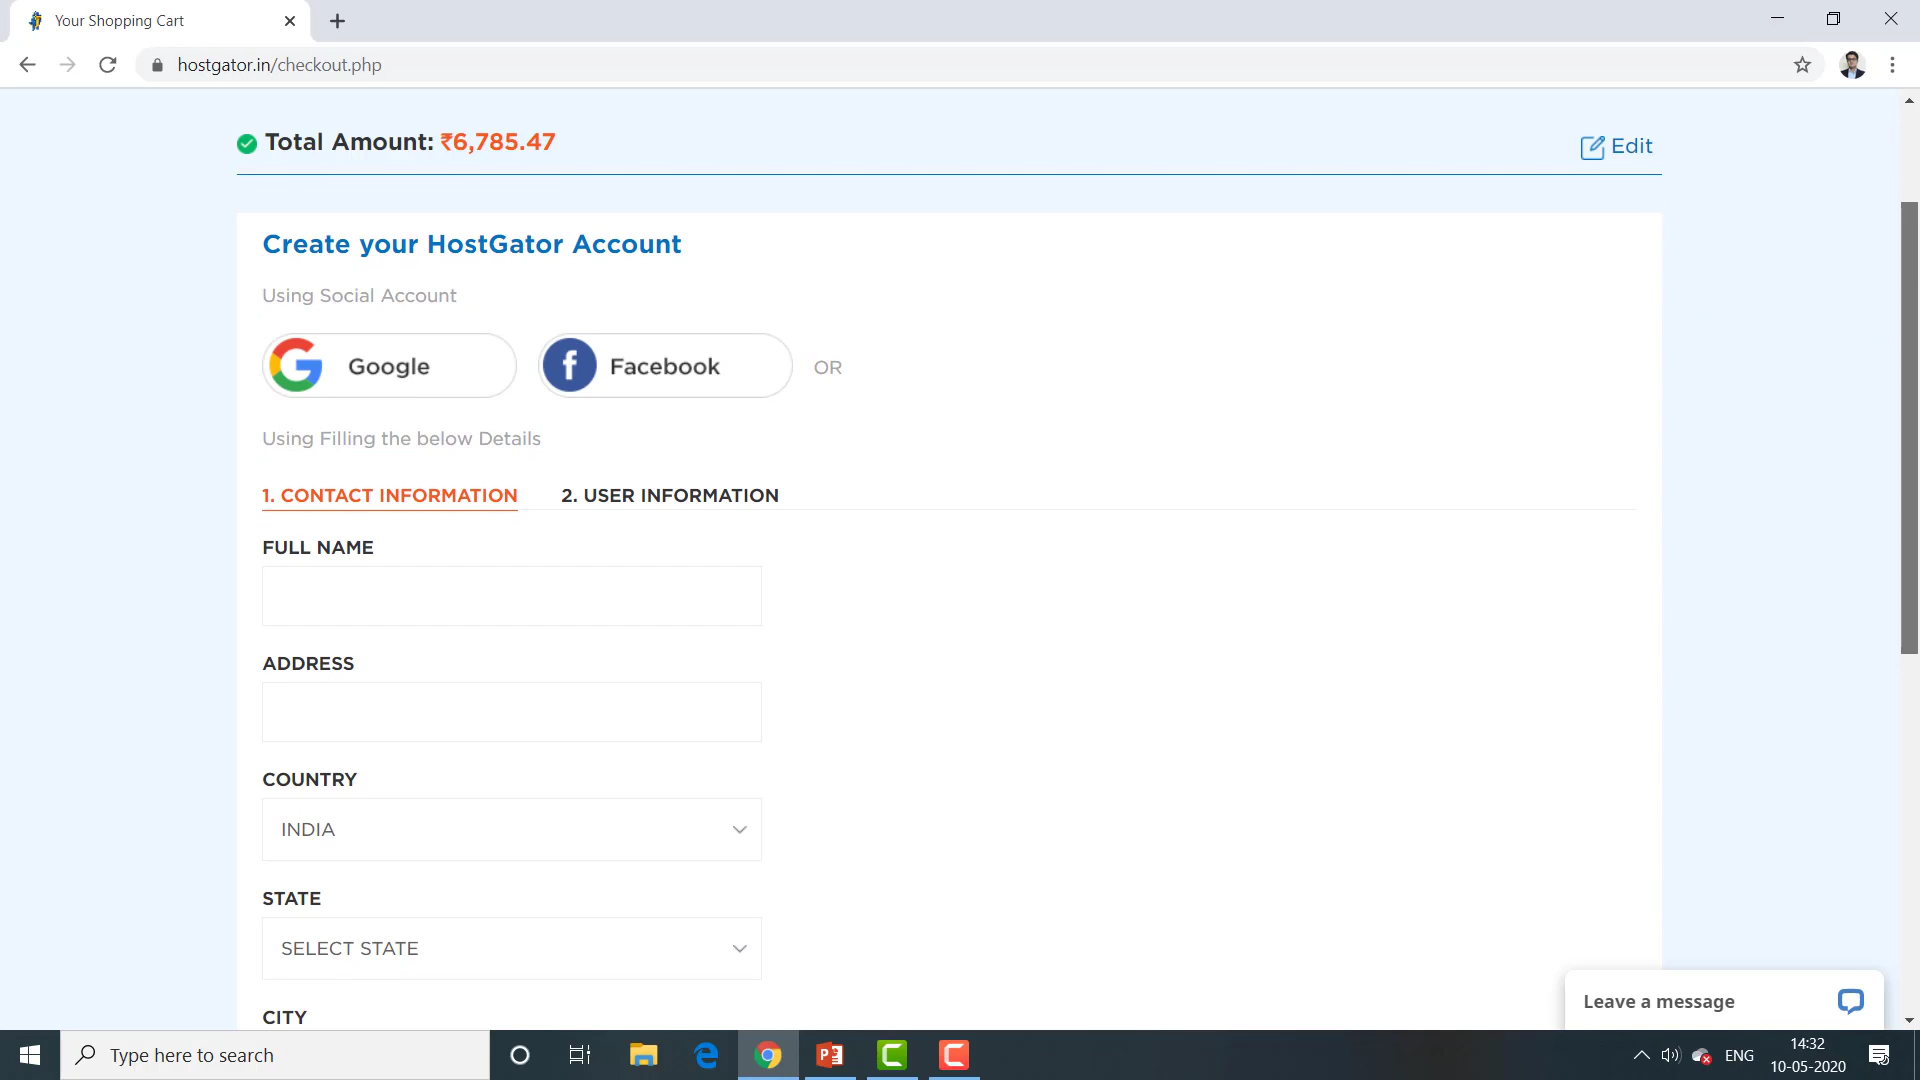 Your Shopping Cart
hostgator.in/checkout.php
Total Amount: ₹6,785.47
Edit
Create your HostGator Account
Using Social Account
Google
Facebook
OR
Using Filling the below Details
1. CONTACT INFORMATION
2. USER INFORMATION
FULL NAME
ADDRESS
COUNTRY
INDIA
STATE
SELECT STATE
CITY
Leave a message
Type here to search
ENG
14:32
10-05-2020